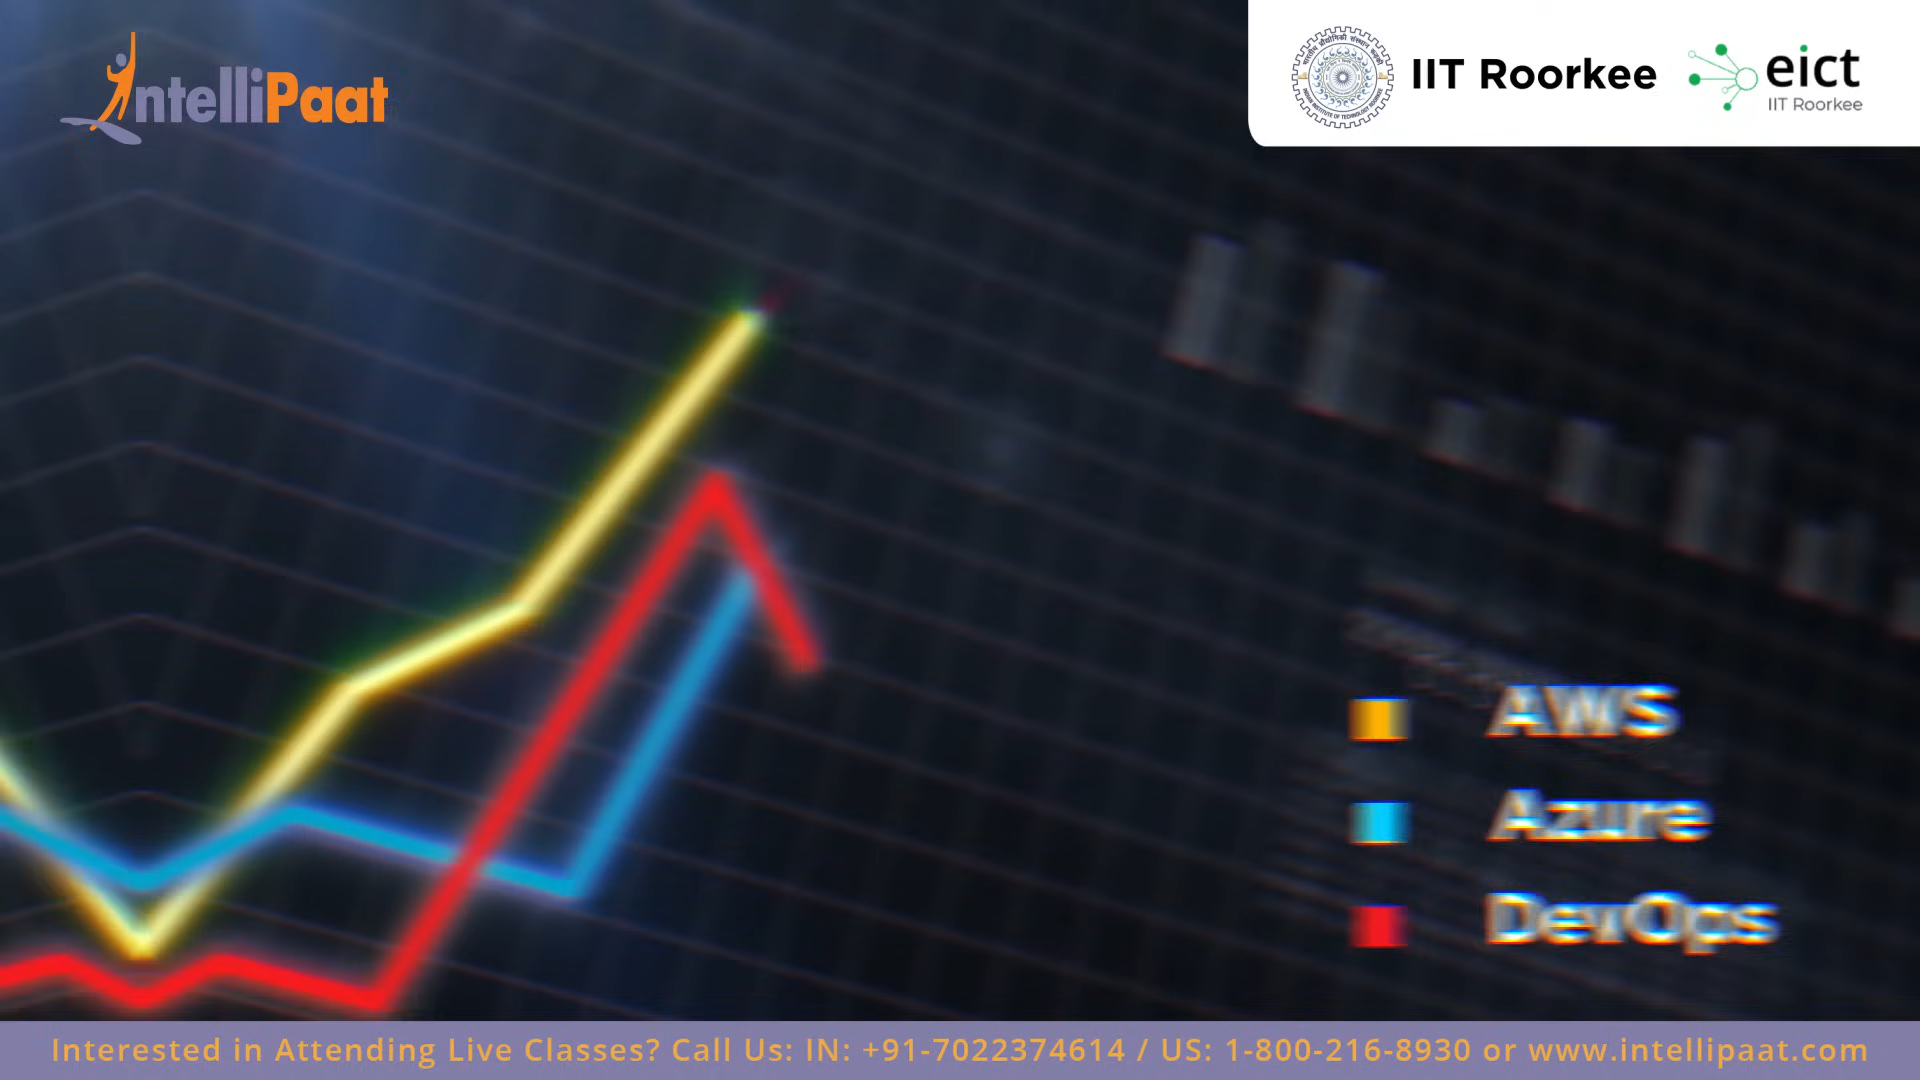 IntelliPaat
IIT Roorkee
eict
IIT Roorkee
AWS
Azure
DevOps
Interested in Attending Live Classes? Call Us: IN: +91-7022374614 / US: 1-800-216-8930 or www.intellipaat.com